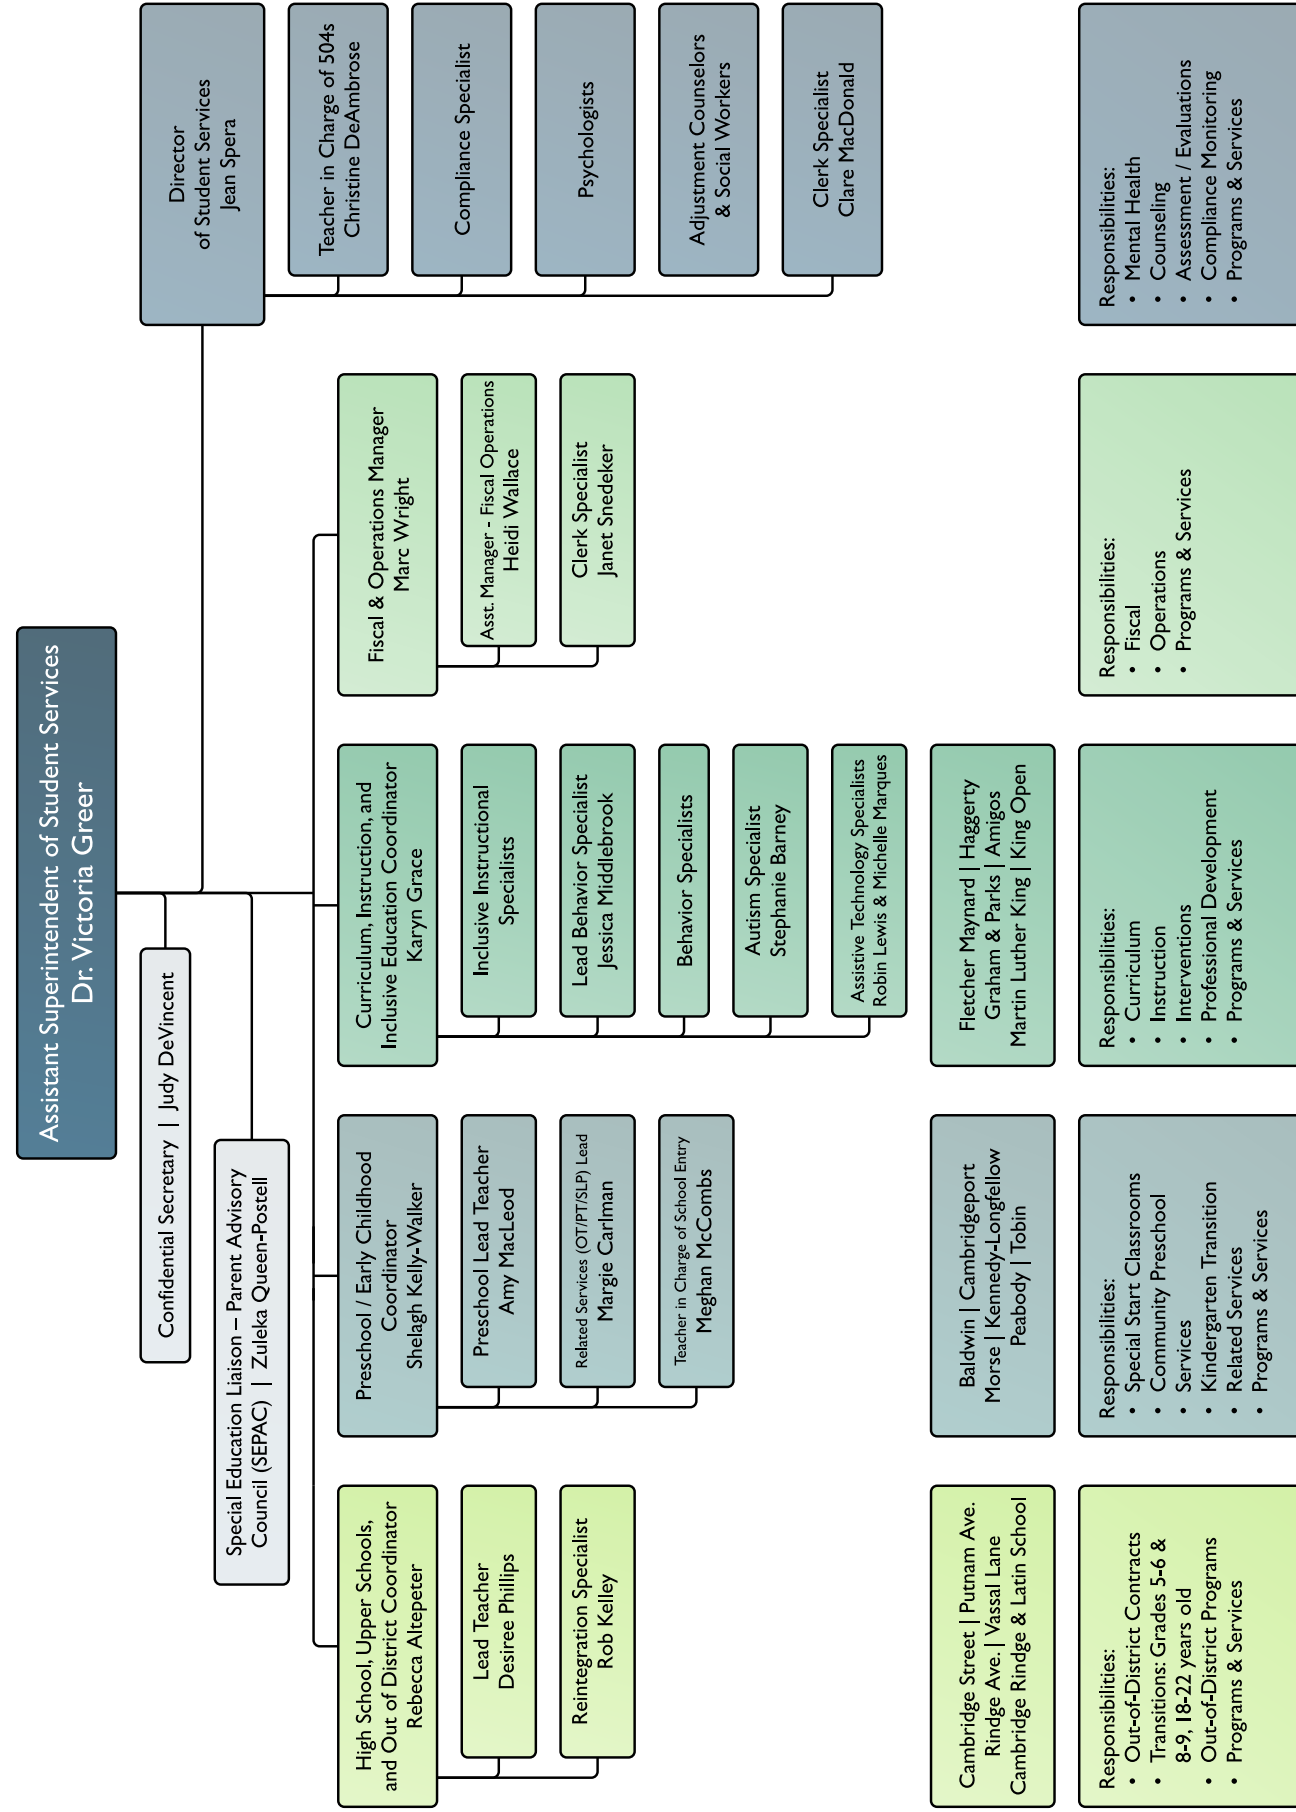 Assistant Superintendent of Student Services
Dr. Victoria Greer
Confidential Secretary | Judy DeVincent
Special Education Liaison – Parent Advisory
Council (SEPAC) | Zuleka Queen-Postell
High School, Upper Schools,
and Out of District Coordinator
Rebecca Altepeter
Lead Teacher
Desiree Phillips
Reintegration Specialist
Rob Kelley
Cambridge Street | Putnam Ave.
Rindge Ave. | Vassal Lane
Cambridge Rindge & Latin School
Responsibilities:
• Out-of-District Contracts
• Transitions: Grades 5-6 &
8-9, 18-22 years old
• Out-of-District Programs
• Programs & Services
Preschool / Early Childhood
Coordinator
Shelagh Kelly-Walker
Preschool Lead Teacher
Amy MacLeod
Related Services (OT/PT/SLP) Lead
Margie Carlman
Teacher in Charge of School Entry
Meghan McCombs
Baldwin | Cambridgeport
Morse | Kennedy-Longfellow
Peabody | Tobin
Responsibilities:
• Special Start Classrooms
• Community Preschool
• Services
• Kindergarten Transition
• Related Services
• Programs & Services
Curriculum, Instruction, and
Inclusive Education Coordinator
Karyn Grace
Inclusive Instructional
Specialists
Lead Behavior Specialist
Jessica Middlebrook
Behavior Specialists
Autism Specialist
Stephanie Barney
Assistive Technology Specialists
Robin Lewis & Michelle Marques
Fletcher Maynard | Haggerty
Graham & Parks | Amigos
Martin Luther King | King Open
Responsibilities:
• Curriculum
• Instruction
• Interventions
• Professional Development
• Programs & Services
Fiscal & Operations Manager
Marc Wright
Asst. Manager - Fiscal Operations
Heidi Wallace
Clerk Specialist
Janet Snedeker
Responsibilities:
• Fiscal
• Operations
• Programs & Services
Director
of Student Services
Jean Spera
Teacher in Charge of 504s
Christine DeAmbrose
Compliance Specialist
Psychologists
Adjustment Counselors
& Social Workers
Clerk Specialist
Clare MacDonald
Responsibilities:
• Mental Health
• Counseling
• Assessment / Evaluations
• Compliance Monitoring
• Programs & Services